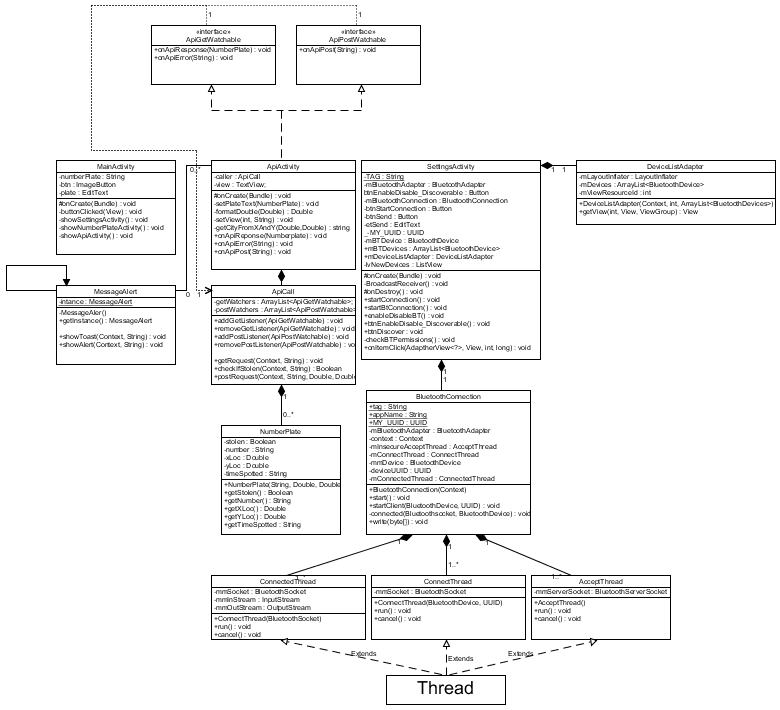 1
1
«interface»
ApiGetWatchable
+onApiResponse(NumberPlate) : void
+onApiError(String) : void
«interface»
ApiPostWatchable
+onApiPost(String) : void
MainActivity
-numberPlate : String
-btn : ImageButton
-plate : EditText
#onCreate(Bundle) : void
-buttonClicked(View) : void
-showSettingsActivity() : void
-showNumberPlateActivity() : void
-showApiActivity() : void
0..*
ApiActivity
-caller : ApiCall
-view : TextView;
#onCreate(Bundle) : void
-setPlateText(NumberPlate) : void
-formatDouble(Double) : Double
-setView(int, String) : void
-getCityFromXAndY(Double,Double) : string
+onApiReponse(Numberplate) : void
+onApiError(String) : void
+onApiPost(String) : void
SettingsActivity
-TAG : String
-mBluetoothAdapter : BluetoothAdapter
btnEnableDisable_Discoverable : Button
-mBluetoothConnection : BluetoothConnection
-btnStartConnection : Button
-btnSend : Button
-etSend : EditText
-_MY_UUID : UUID
-mBTDevice : BluetoothDevice
+mBTDevices : ArrayList<BluetoothDevice>
+mDeviceListAdapter : DeviceListAdapter
-lvNewDevices : ListView
#onCreate(Bundle) : void
-BroadcastReceiver() : void
#onDestroy() : void
+startConnection() : void
+startBtConnection() : void
+enableDisableBT() : void
+btnEnableDisable_Discoverable() : void
+btnDiscover : void
-checkBTPermissions() : void
+onItemClick(AdaptherView<?>, View, int, long) : void
1
1
DeviceListAdapter
-mLayoutInflater : LayoutInflater
-mDevices : ArrayList<BluetoothDevice>
-mViewResourceId : int
+DeviceListAdapter(Context, int, ArrayList<BluetoothDevices>)
+getView(int, View, ViewGroup) : View
MessageAlert
-intance : MessageAlert
-MessageAler()
+getInstance() : MessageAlert
+showToast(Context, String) : void
+showAlert(Context, String) : void
0
1
ApiCall
-getWatchers : ArrayList<ApiGetWatchable>;
-postWatchers : ArrayList<ApiPostWatchable>
+addGetListener(ApiGetWatchable) : void
+removeGetListener(ApiGetWatchable) : void
+addPostListener(ApiPostWatchable) : void
+removePostListener(ApiPostWatchable) : vo
+getRequest(Context, String) : void
+checkIfStolen(Context, String) : Boolean
+postRequest(Context, String, Double, Doubl
1
0..*
1
1
NumberPlate
-stolen : Boolean
-number : String
-xLoc : Double
-yLoc : Double
-timeSpotted : String
+NumberPlate(String, Double, Double
+getStolen() : Boolean
+getNumber() : String
+getXLoc() : Double
+getYLoc() : Double
+getTimeSpotted : String
BluetoothConnection
+tag : String
+appName : String
+MY_UUID : UUID
-mBluetoothAdapter : BluetoothAdapter
-context : Context
-mInsecureAcceptThread : AcceptThread
-mConnectThread : ConnectThread
-mmDevice : BluetoothDevice
-deviceUUID : UUID
-mConnectedThread : ConnectedThread
+BluetoothConnection(Context)
+start() : void
+startClient(BluetoothDevice, UUID) : void
-connected(Bluetoothsocket, BluetoothDevice) : void
+write(byte[]) : void
1
1
1
1..*
1..*
1..*
ConnectedThread
-mmSocket : BluetoothSocket
-mmInStream : InputStream
-mmOutStream : OutputStream
+ConnectThread(BluetoothSocket)
+run() : void
+cancel() : void
ConnectThread
-mmSocket : BluetoothSocket
+ConnectThread(BluetoothDevice, UUID)
+run() : void
+cancel() : void
AcceptThread
-mmServerSocket : BluetoothServerSocket
+AcceptThread()
+run() : void
+cancel() : void
Extends
Extends
Extends
Thread